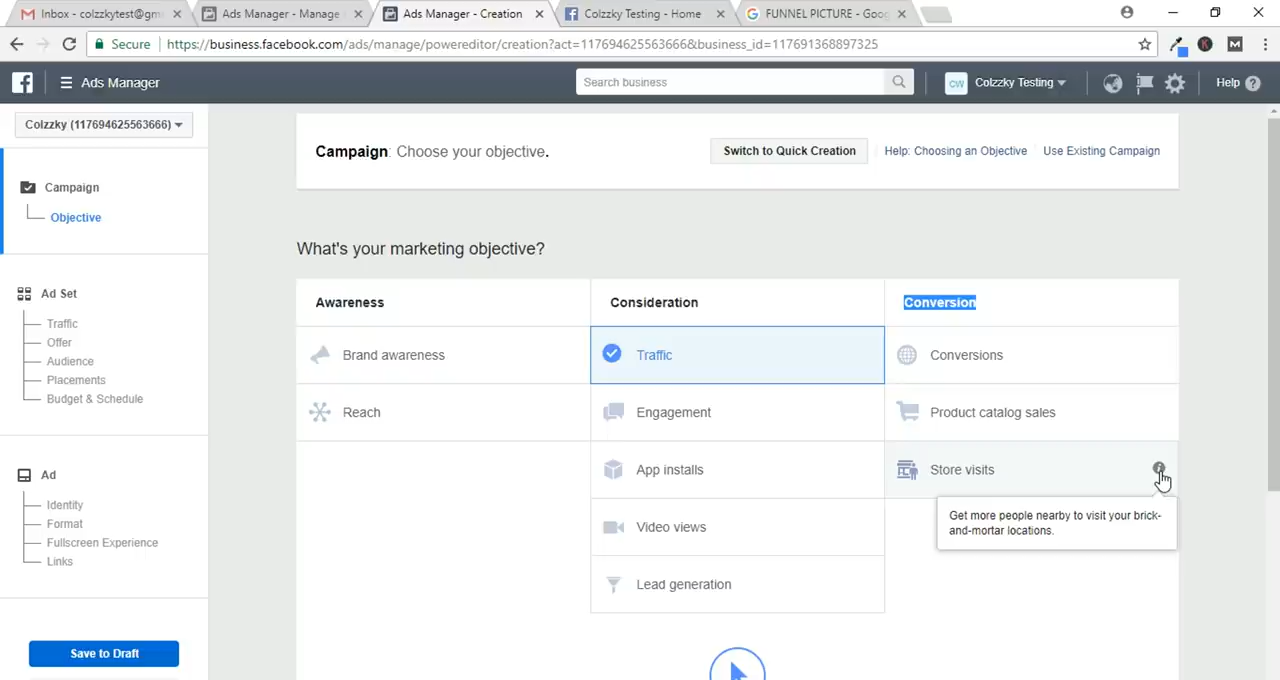 Inbox - colzzkytest@gm
Ads Manager - Manage
Ads Manager - Creation
Colzzky Testing - Home
FUNNEL PICTURE - Goog
Secure
https://business.facebook.com/ads/manage/powereditor/creation?act=117694625563666&business_id=117691368897325
Ads Manager
Search business
CW
Colzzky Testing
Help
Colzzky (117694625563666)
Campaign
Objective
Ad Set
Traffic
Offer
Audience
Placements
Budget & Schedule
Ad
Identity
Format
Fullscreen Experience
Links
Save to Draft
Campaign: Choose your objective.
Switch to Quick Creation
Help: Choosing an Objective
Use Existing Campaign
What's your marketing objective?
Awareness
Consideration
Conversion
Brand awareness
Traffic
Conversions
Reach
Engagement
Product catalog sales
App installs
Store visits
Get more people nearby to visit your brick-
and-mortar locations.
Video views
Lead generation